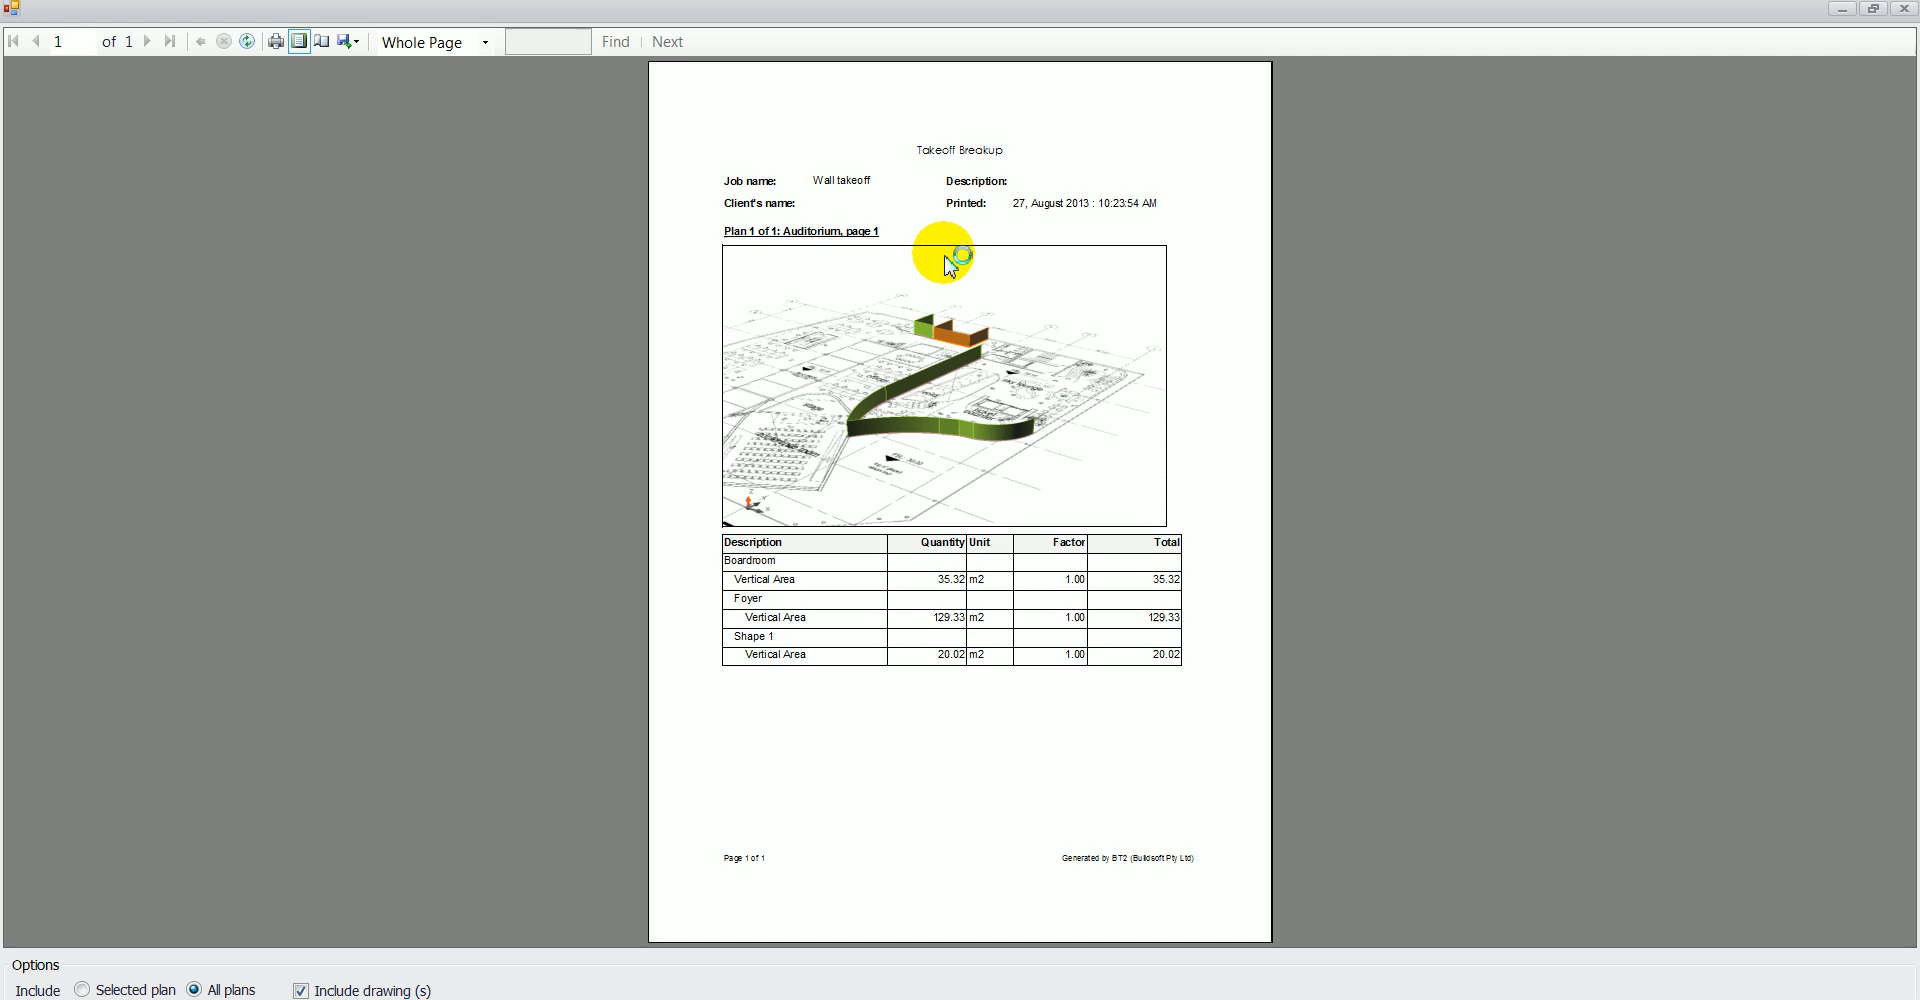 1 of 1 Whole Page Find Next
Takeoff Breakup
Job name: Wall takeoff Description:
Client's name: Printed: 27, August 2013 : 10:23:54 AM
Plan 1 of 1: Auditorium, page 1
Z
Y
X
Description Quantity Unit Factor Total
Boardroom
Vertical Area 35.32 m2 1.00 35.32
Foyer
Vertical Area 129.33 m2 1.00 129.33
Shape 1
Vertical Area 20.02 m2 1.00 20.02
Page 1 of 1 Generated by BT2 (Buildsoft Pty Ltd)
Options
Include Selected plan All plans Include drawing (s)